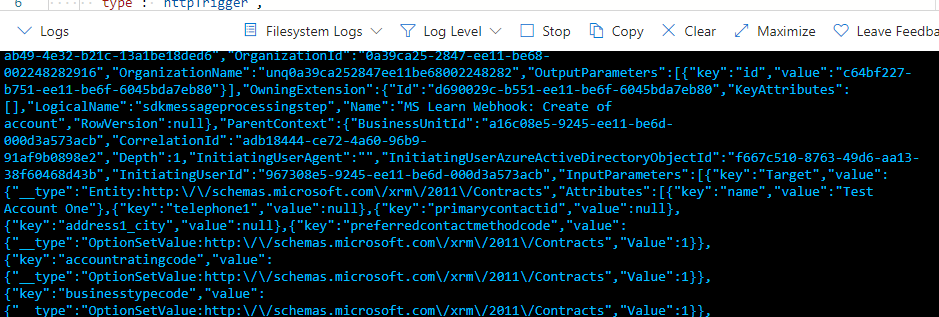 6 type : httpTrigger ,
Logs Filesystem Logs Log Level Stop Copy Clear Maximize Leave Feedba
ab49-4e32-b21c-13a1be18ded6","OrganizationId":"0a39ca25-2847-ee11-be68-
002248282916","OrganizationName":"unq0a39ca252847ee11be68002248282","OutputParameters":[{"key":"id","value":"c64bf227-
b751-ee11-be6f-6045bda7eb80"}],"OwningExtension":{"Id":"d690029c-b551-ee11-be6f-6045bda7eb80","KeyAttributes":
[],"LogicalName":"sdkmessageprocessingstep","Name":"MS Learn Webhook: Create of
account","RowVersion":null},"ParentContext":{"BusinessUnitId":"a16c08e5-9245-ee11-be6d-
000d3a573acb","CorrelationId":"adb18444-ce72-4a60-96b9-
91af9b0898e2","Depth":1,"InitiatingUserAgent":"","InitiatingUserAzureActiveDirectoryObjectId":"f667c510-8763-49d6-aa13-
38f60468d43b","InitiatingUserId":"967308e5-9245-ee11-be6d-000d3a573acb","InputParameters":[{"key":"Target","value":
{"__type":"Entity:http:\/\/schemas.microsoft.com\/xrm\/2011\/Contracts","Attributes":[{"key":"name","value":"Test
Account One"},{"key":"telephone1","value":null},{"key":"primarycontactid","value":null},
{"key":"address1_city","value":null},{"key":"preferredcontactmethodcode","value":
{"__type":"OptionSetValue:http:\/\/schemas.microsoft.com\/xrm\/2011\/Contracts","Value":1}},
{"key":"accountratingcode","value":
{"__type":"OptionSetValue:http:\/\/schemas.microsoft.com\/xrm\/2011\/Contracts","Value":1}},
{"key":"businesstypecode","value":
{"__type":"OptionSetValue:http:\/\/schemas.microsoft.com\/xrm\/2011\/Contracts","Value":1}},